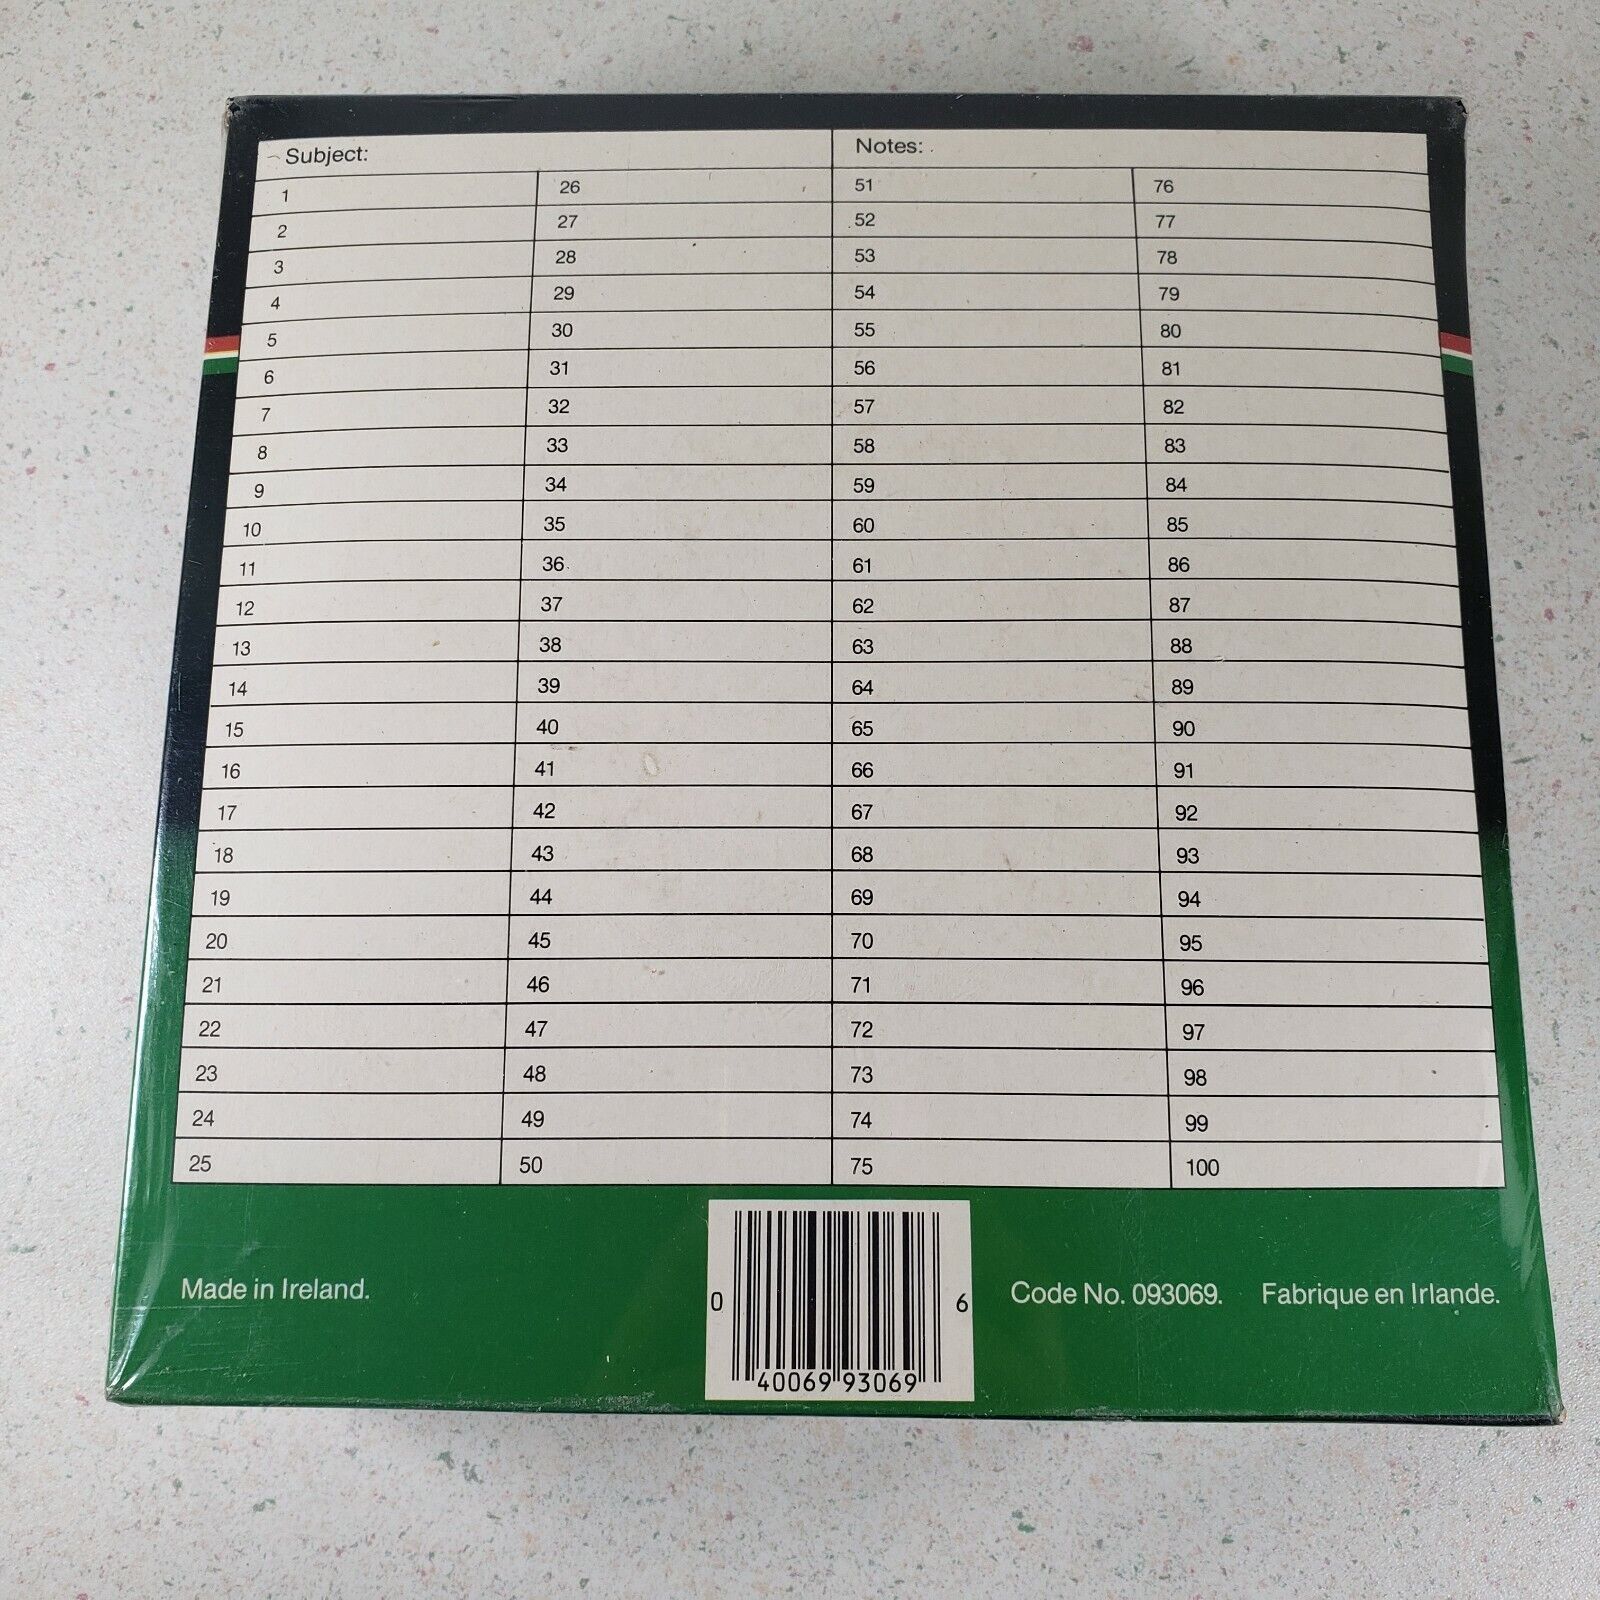 Subject: Notes:
1 26 51 76
2 27 52 77
3 28 53 78
4 29 54 79
5 30 55 80
6 31 56 81
7 32 57 82
8 33 58 83
9 34 59 84
10 35 60 85
11 36 61 86
12 37 62 87
13 38 63 88
14 39 64 89
15 40 65 90
16 41 66 91
17 42 67 92
18 43 68 93
19 44 69 94
20 45 70 95
21 46 71 96
22 47 72 97
23 48 73 98
24 49 74 99
25 50 75 100
Made in Ireland.
0 40069 93069 6
Code No. 093069. Fabrique en Irlande.